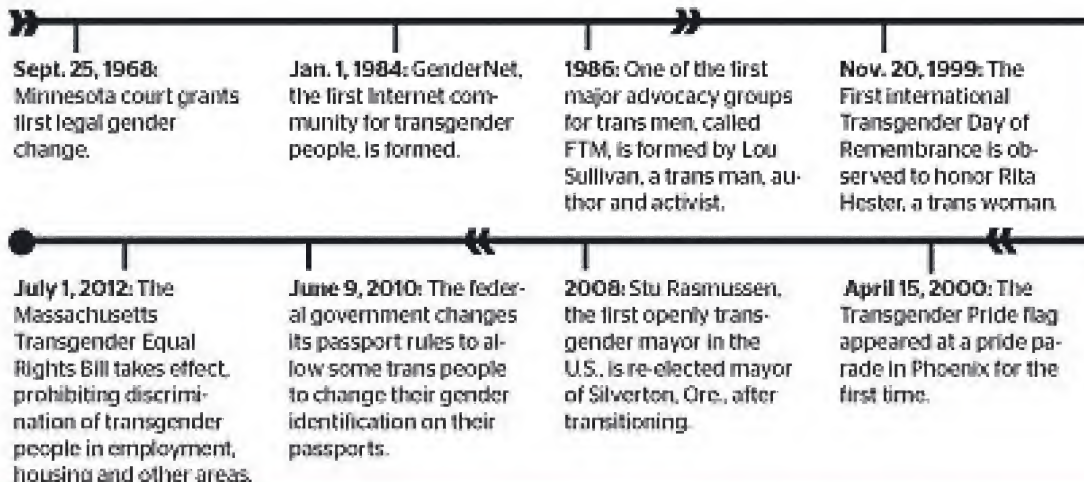 Sept. 25, 1968:
Minnesota court grants
first legal gender
change.
Jan. 1, 1984: GenderNet,
the first Internet com-
munity for transgender
people, is formed.
1986: One of the first
major advocacy groups
for trans men, called
FTM, is formed by Lou
Sullivan, a trans man, au-
thor and activist.
Nov. 20, 1999: The
First international
Transgender Day of
Remembrance is ob-
served to honor Rita
Hester, a trans woman.
April 15, 2000: The
Transgender Pride flag
appeared at a pride pa-
rade in Phoenix for the
first time.
2008: Stu Rasmussen,
the first openly trans-
gender mayor in the
U.S., is re-elected mayor
of Silverton, Ore., after
transitioning.
June 9, 2010: The feder-
al government changes
its passport rules to al-
low some trans people
to change their gender
identification on their
passports.
July 1, 2012: The
Massachusetts
Transgender Equal
Rights Bill takes effect,
prohibiting discrimi-
nation of transgender
people in employment,
housing and other areas.